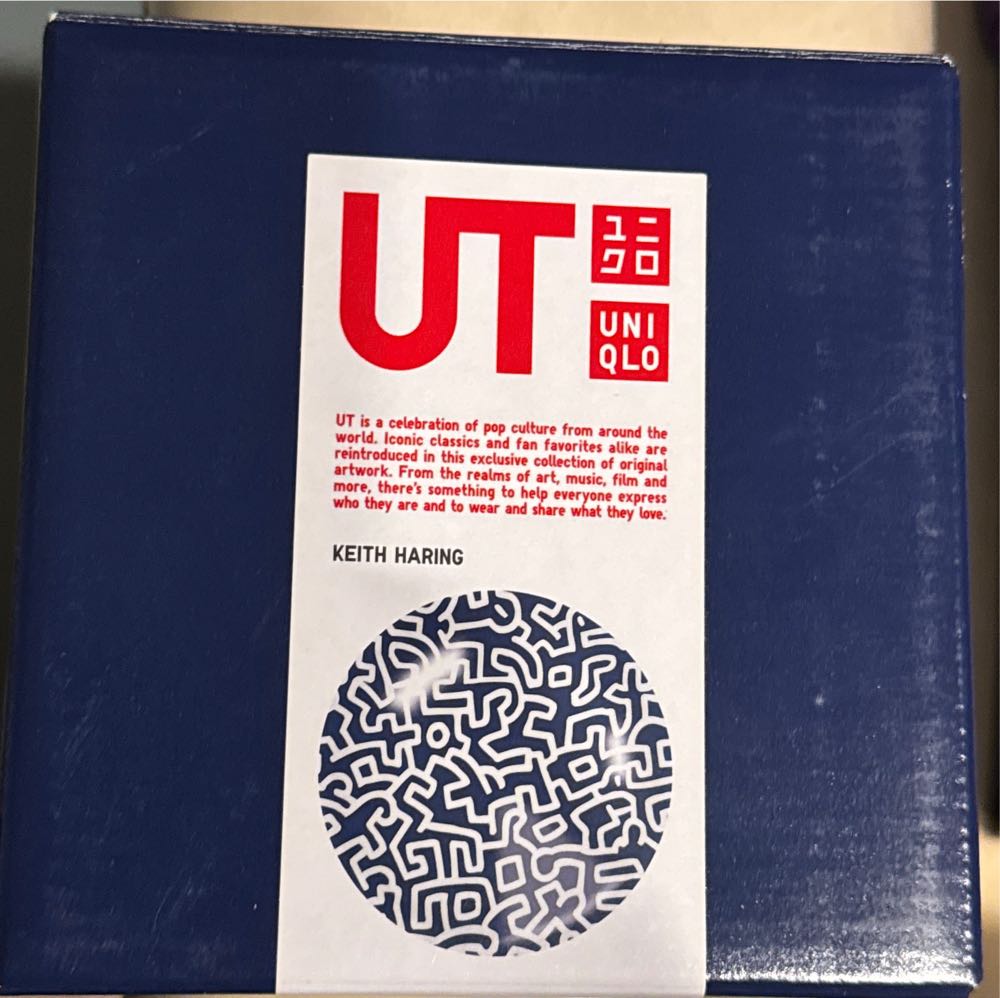 UT
ユニ
クロ
UNI
QLO
UT is a celebration of pop culture from around the
world. Iconic classics and fan favorites alike are
reintroduced in this exclusive collection of original
artwork. From the realms of art, music, film and
more, there's something to help everyone express
who they are and to wear and share what they love.
KEITH HARING